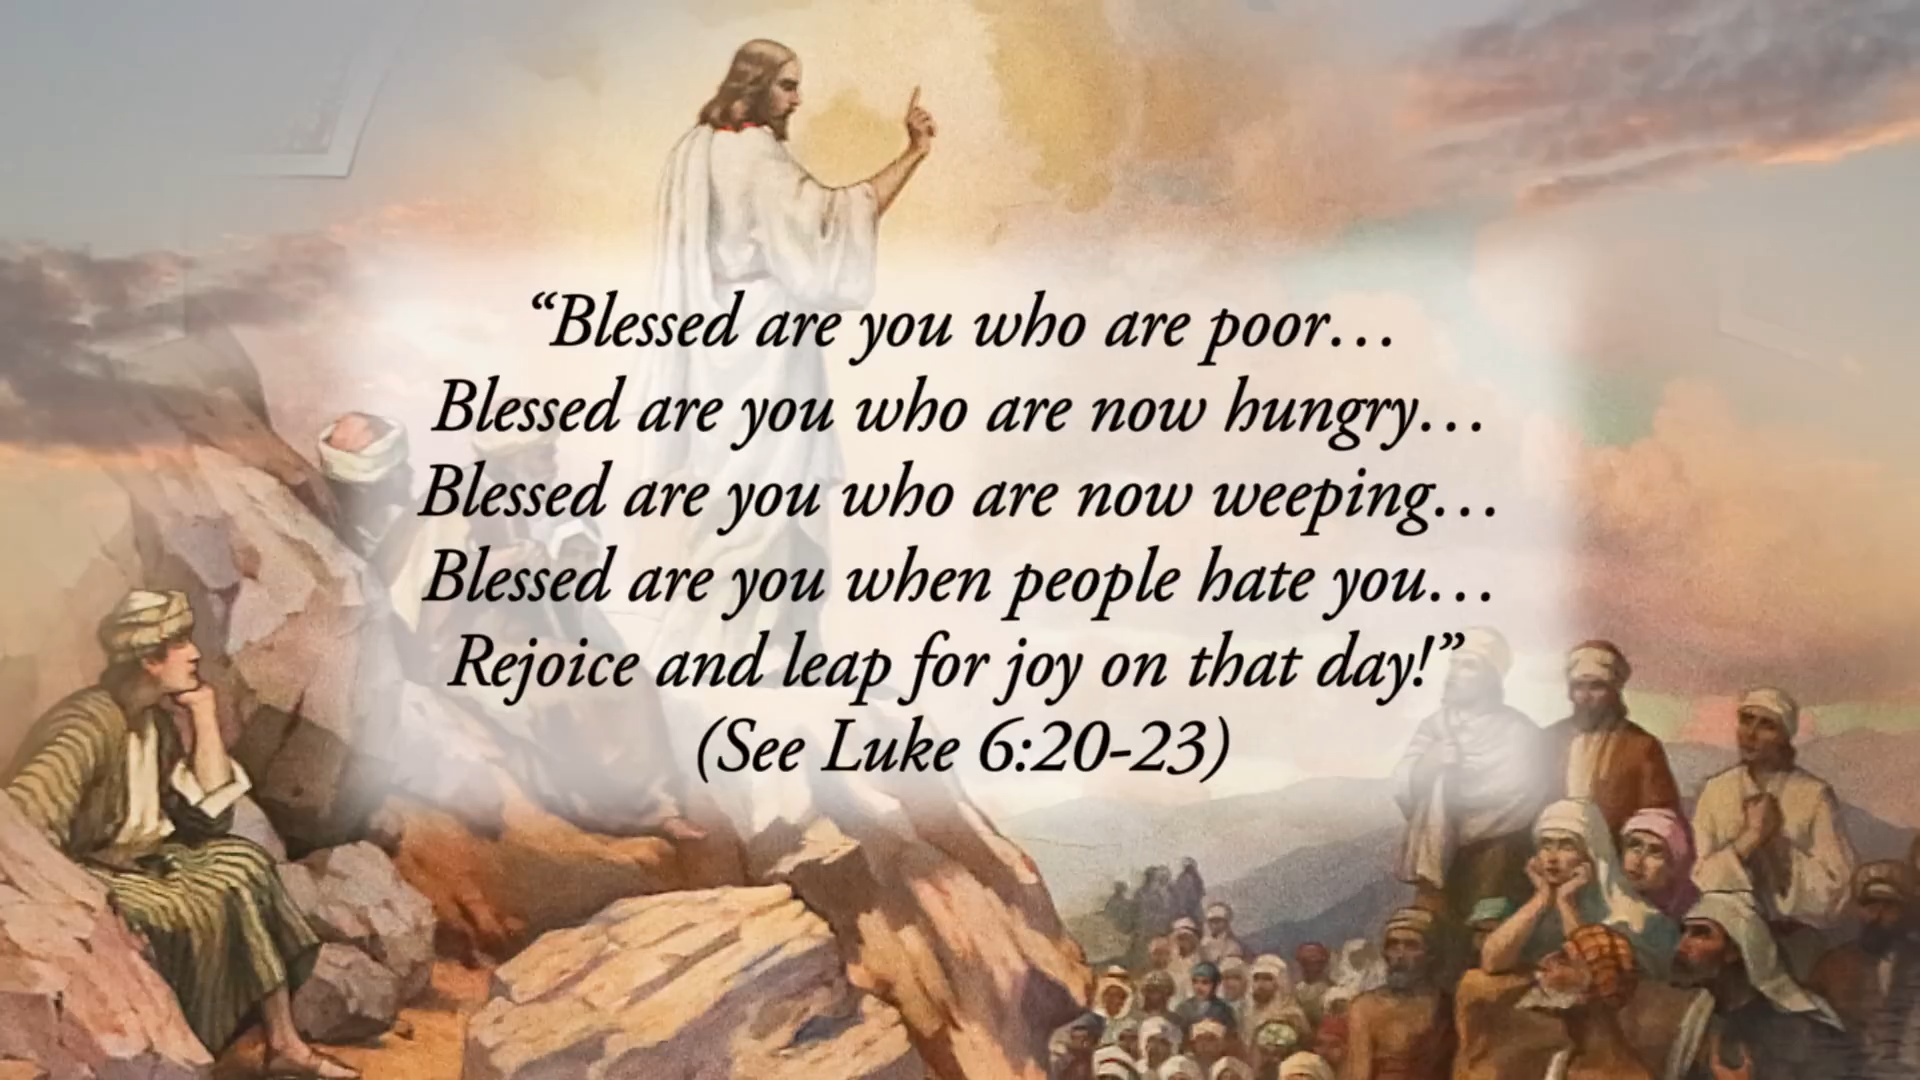 “Blessed are you who are poor…
Blessed are you who are now hungry…
Blessed are you who are now weeping…
Blessed are you when people hate you…
Rejoice and leap for joy on that day!”
(See Luke 6:20-23)